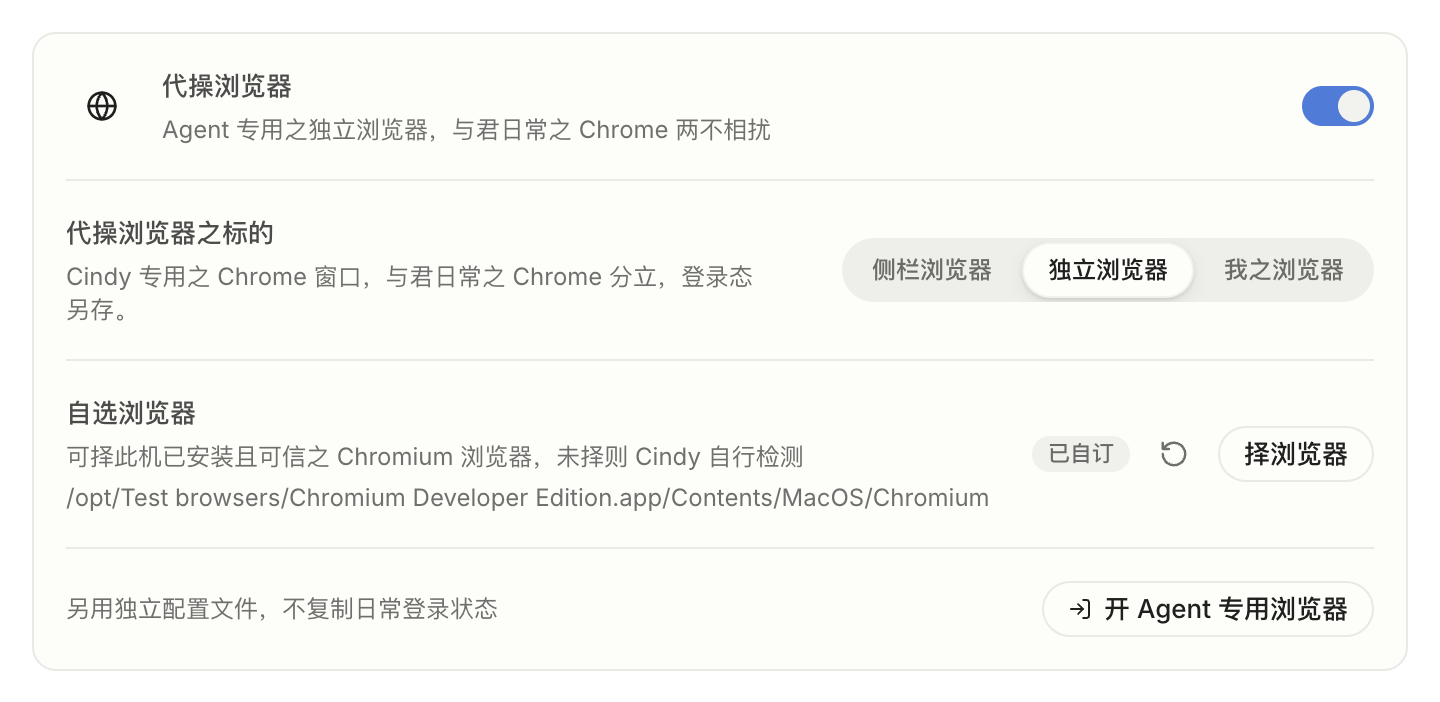 代操浏览器
Agent 专用之独立浏览器，与君日常之 Chrome 两不相扰
代操浏览器之标的
Cindy 专用之 Chrome 窗口，与君日常之 Chrome 分立，登录态
另存。
侧栏浏览器
独立浏览器
我之浏览器
自选浏览器
可择此机已安装且可信之 Chromium 浏览器，未择则 Cindy 自行检测
/opt/Test browsers/Chromium Developer Edition.app/Contents/MacOS/Chromium
已自订
择浏览器
另用独立配置文件，不复制日常登录状态
开 Agent 专用浏览器